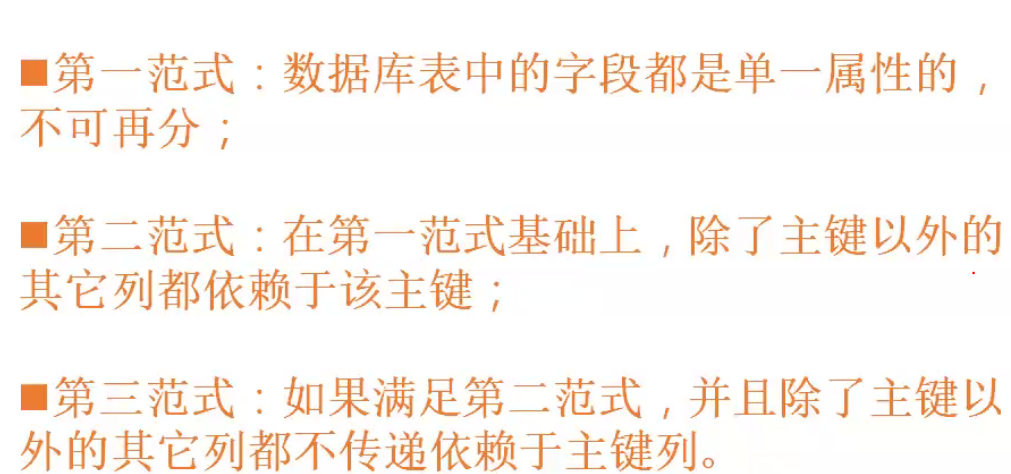 ■第一范式：数据库表中的字段都是单一属性的，
不可再分；
■第二范式：在第一范式基础上，除了主键以外的
其它列都依赖于该主键；
■第三范式：如果满足第二范式，并且除了主键以
外的其它列都不传递依赖于主键列。